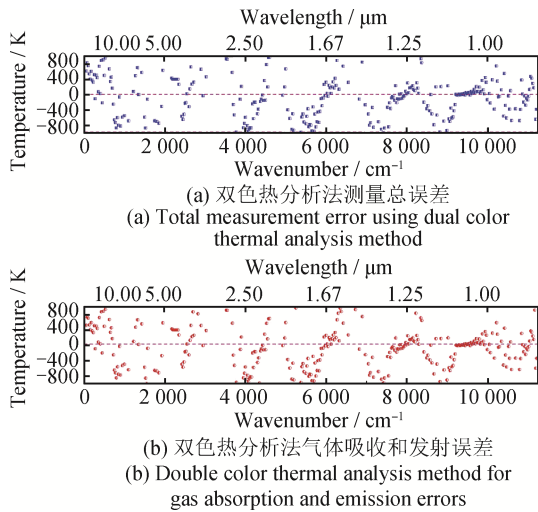 Wavelength / μm
10.00 5.00 2.50 1.67 1.25 1.00
Temperature / K
800
400
0
−400
−800
0 2 000 4 000 6 000 8 000 10 000
Wavenumber / cm⁻¹
(a) 双色热分析法测量总误差
(a) Total measurement error using dual color
thermal analysis method
Wavelength / μm
10.00 5.00 2.50 1.67 1.25 1.00
Temperature / K
800
400
0
−400
−800
0 2 000 4 000 6 000 8 000 10 000
Wavenumber / cm⁻¹
(b) 双色热分析法气体吸收和发射误差
(b) Double color thermal analysis method for
gas absorption and emission errors